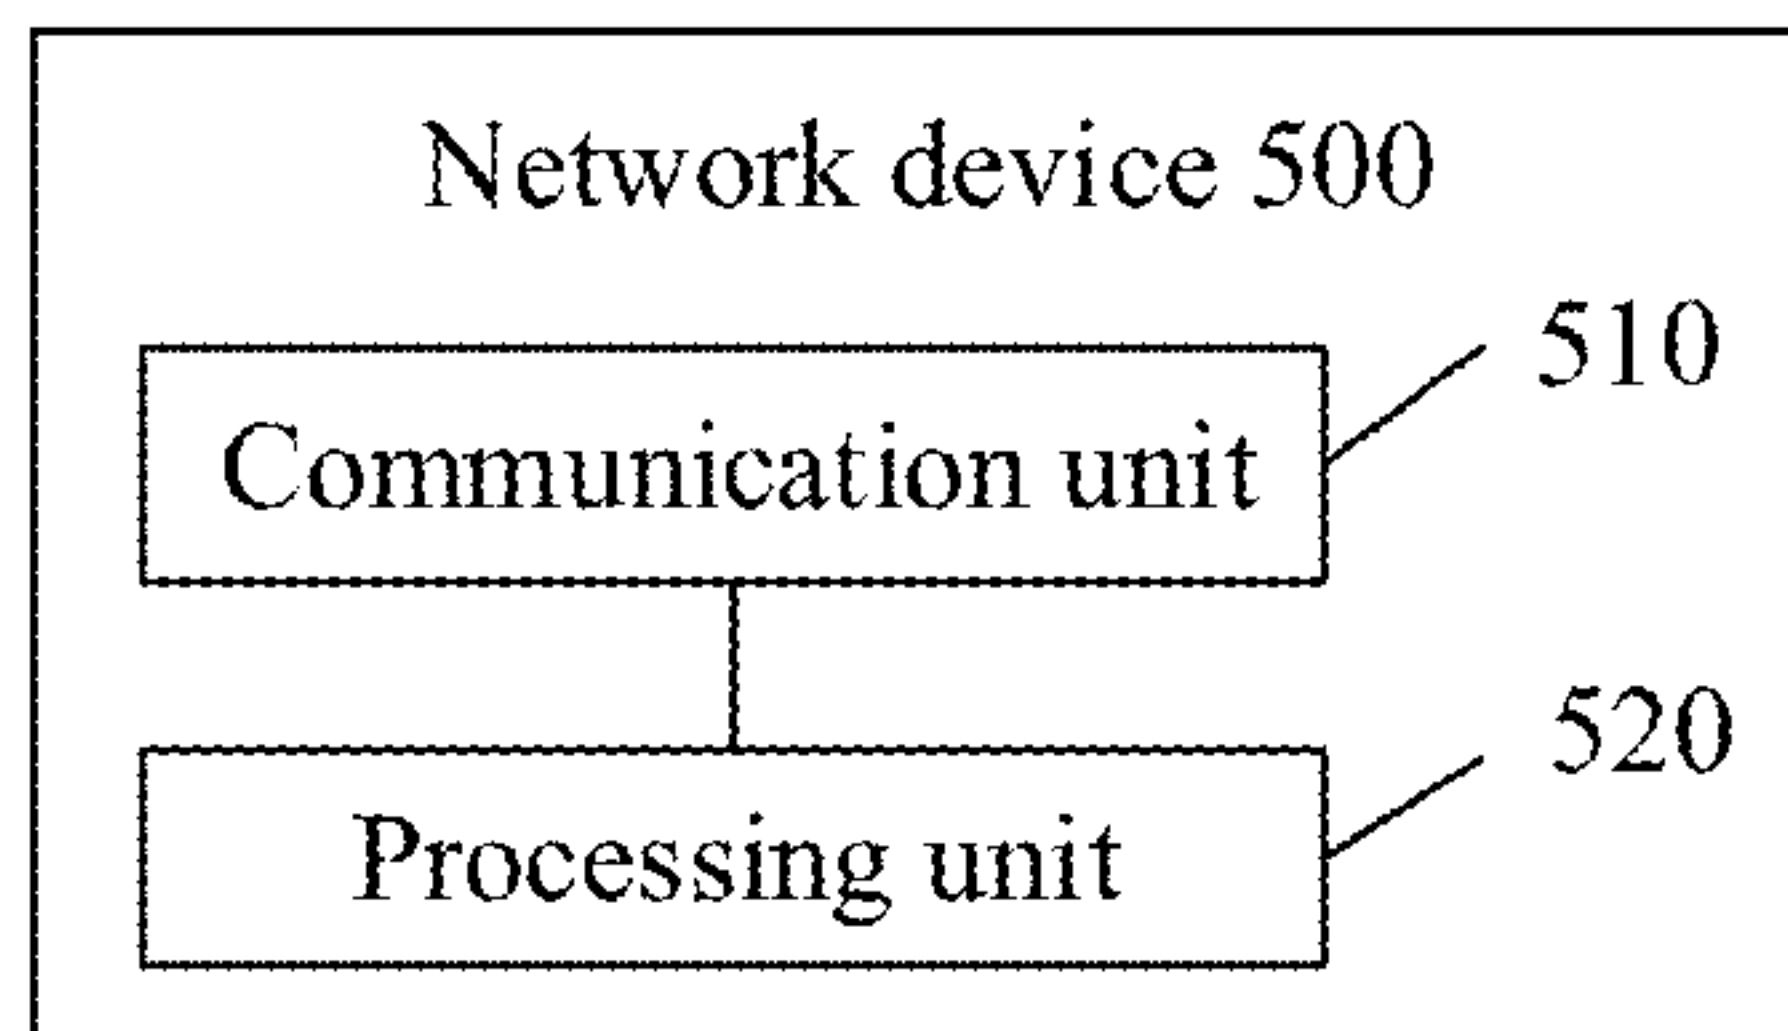 Network device 500
510
Communication unit
520
Processing unit